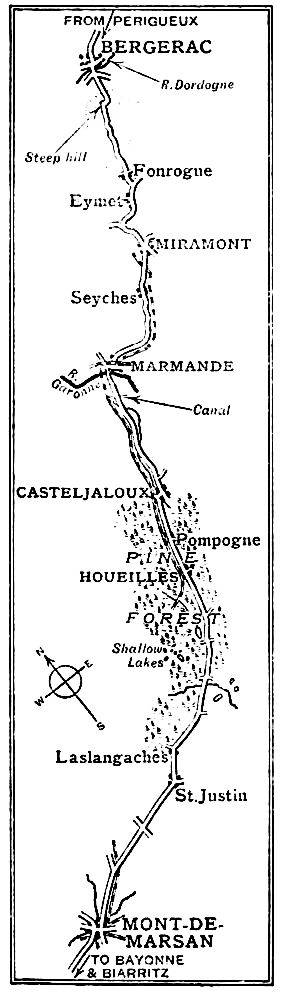 FROM PERIGUEUX
BERGERAC
R. Dordogne
Steep hill
Fonrogne
Eymet
MIRAMONT
Seyches
MARMANDE
R.
Garonne
Canal
CASTELJALOUX
Pompogne
PINE
HOUEILLES
FOREST
Shallow
Lakes
N
E
W
S
Laslangaches
St. Justin
MONT-DE-
MARSAN
TO BAYONNE
& BIARRITZ